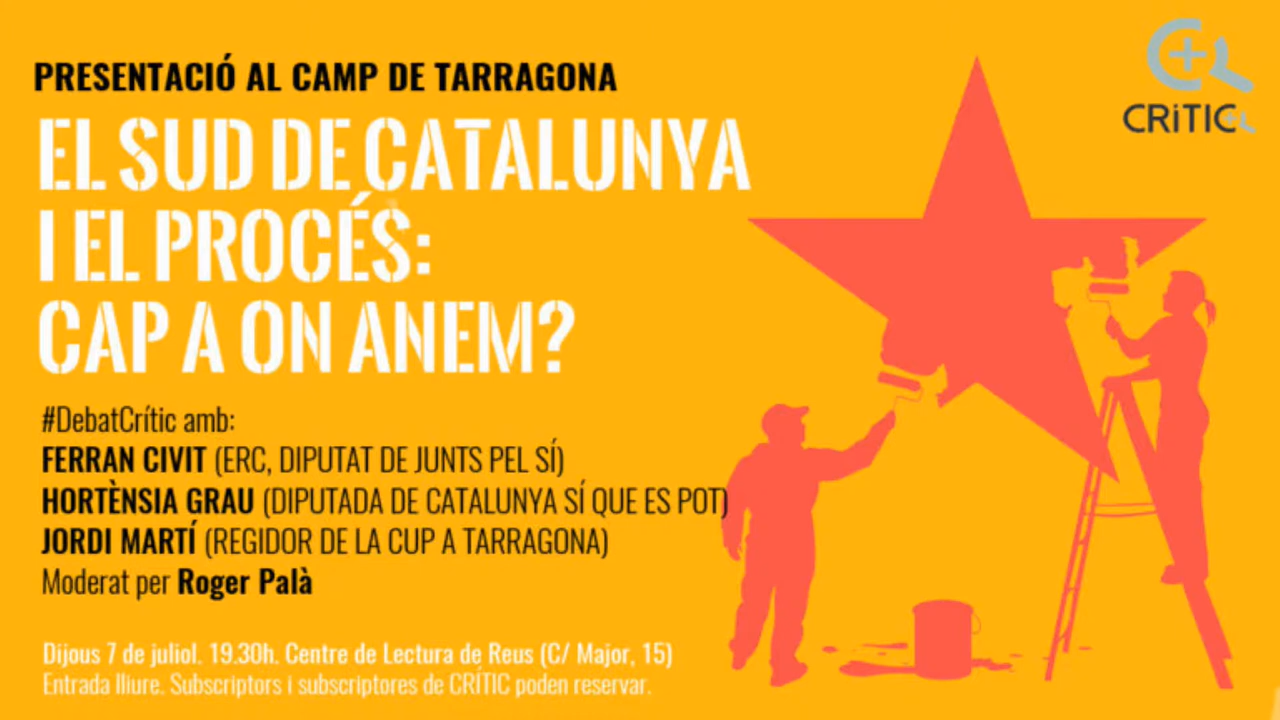 PRESENTACIÓ AL CAMP DE TARRAGONA
EL SUD DE CATALUNYA
I EL PROCÉS:
CAP A ON ANEM?
#DebatCrític amb:
FERRAN CIVIT (ERC, DIPUTAT DE JUNTS PEL SÍ)
HORTÈNSIA GRAU (DIPUTADA DE CATALUNYA SÍ QUE ES POT)
JORDI MARTÍ (REGIDOR DE LA CUP A TARRAGONA)
Moderat per Roger Palà
Dijous 7 de juliol. 19.30h. Centre de Lectura de Reus (C/ Major, 15)
Entrada lliure. Subscriptors i subscriptores de CRÍTIC poden reservar.
CRÍTIC